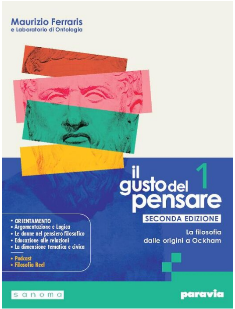 Maurizio Ferraris
e Laboratorio di Ontologia
il
gusto del 1
pensare
SECONDA EDIZIONE
La filosofia
dalle origini a Ockham
• ORIENTAMENTO
• Argomentazione e Logica
• Le donne nel pensiero filosofico
• Educazione alle relazioni
• La dimensione tematica e civica
• Podcast
• Filosofia Reel
sanoma
paravia